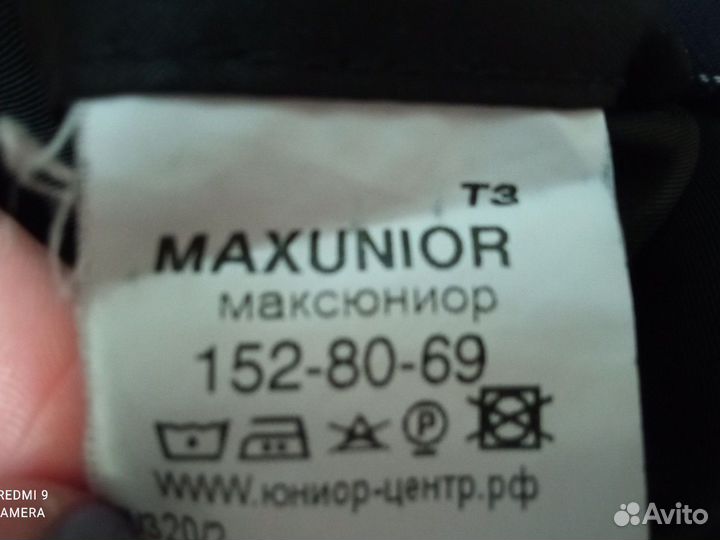 тз
MAXUNIOR
максюниор
152-80-69
P
www.юниор-центр.рф
REDMI 9
CAMERA
Avito